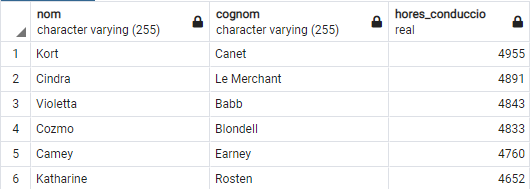 nom cognom hores_conduccio
character varying (255) character varying (255) real
1 Kort Canet 4955
2 Cindra Le Merchant 4891
3 Violetta Babb 4843
4 Cozmo Blondell 4833
5 Camey Earney 4760
6 Katharine Rosten 4652